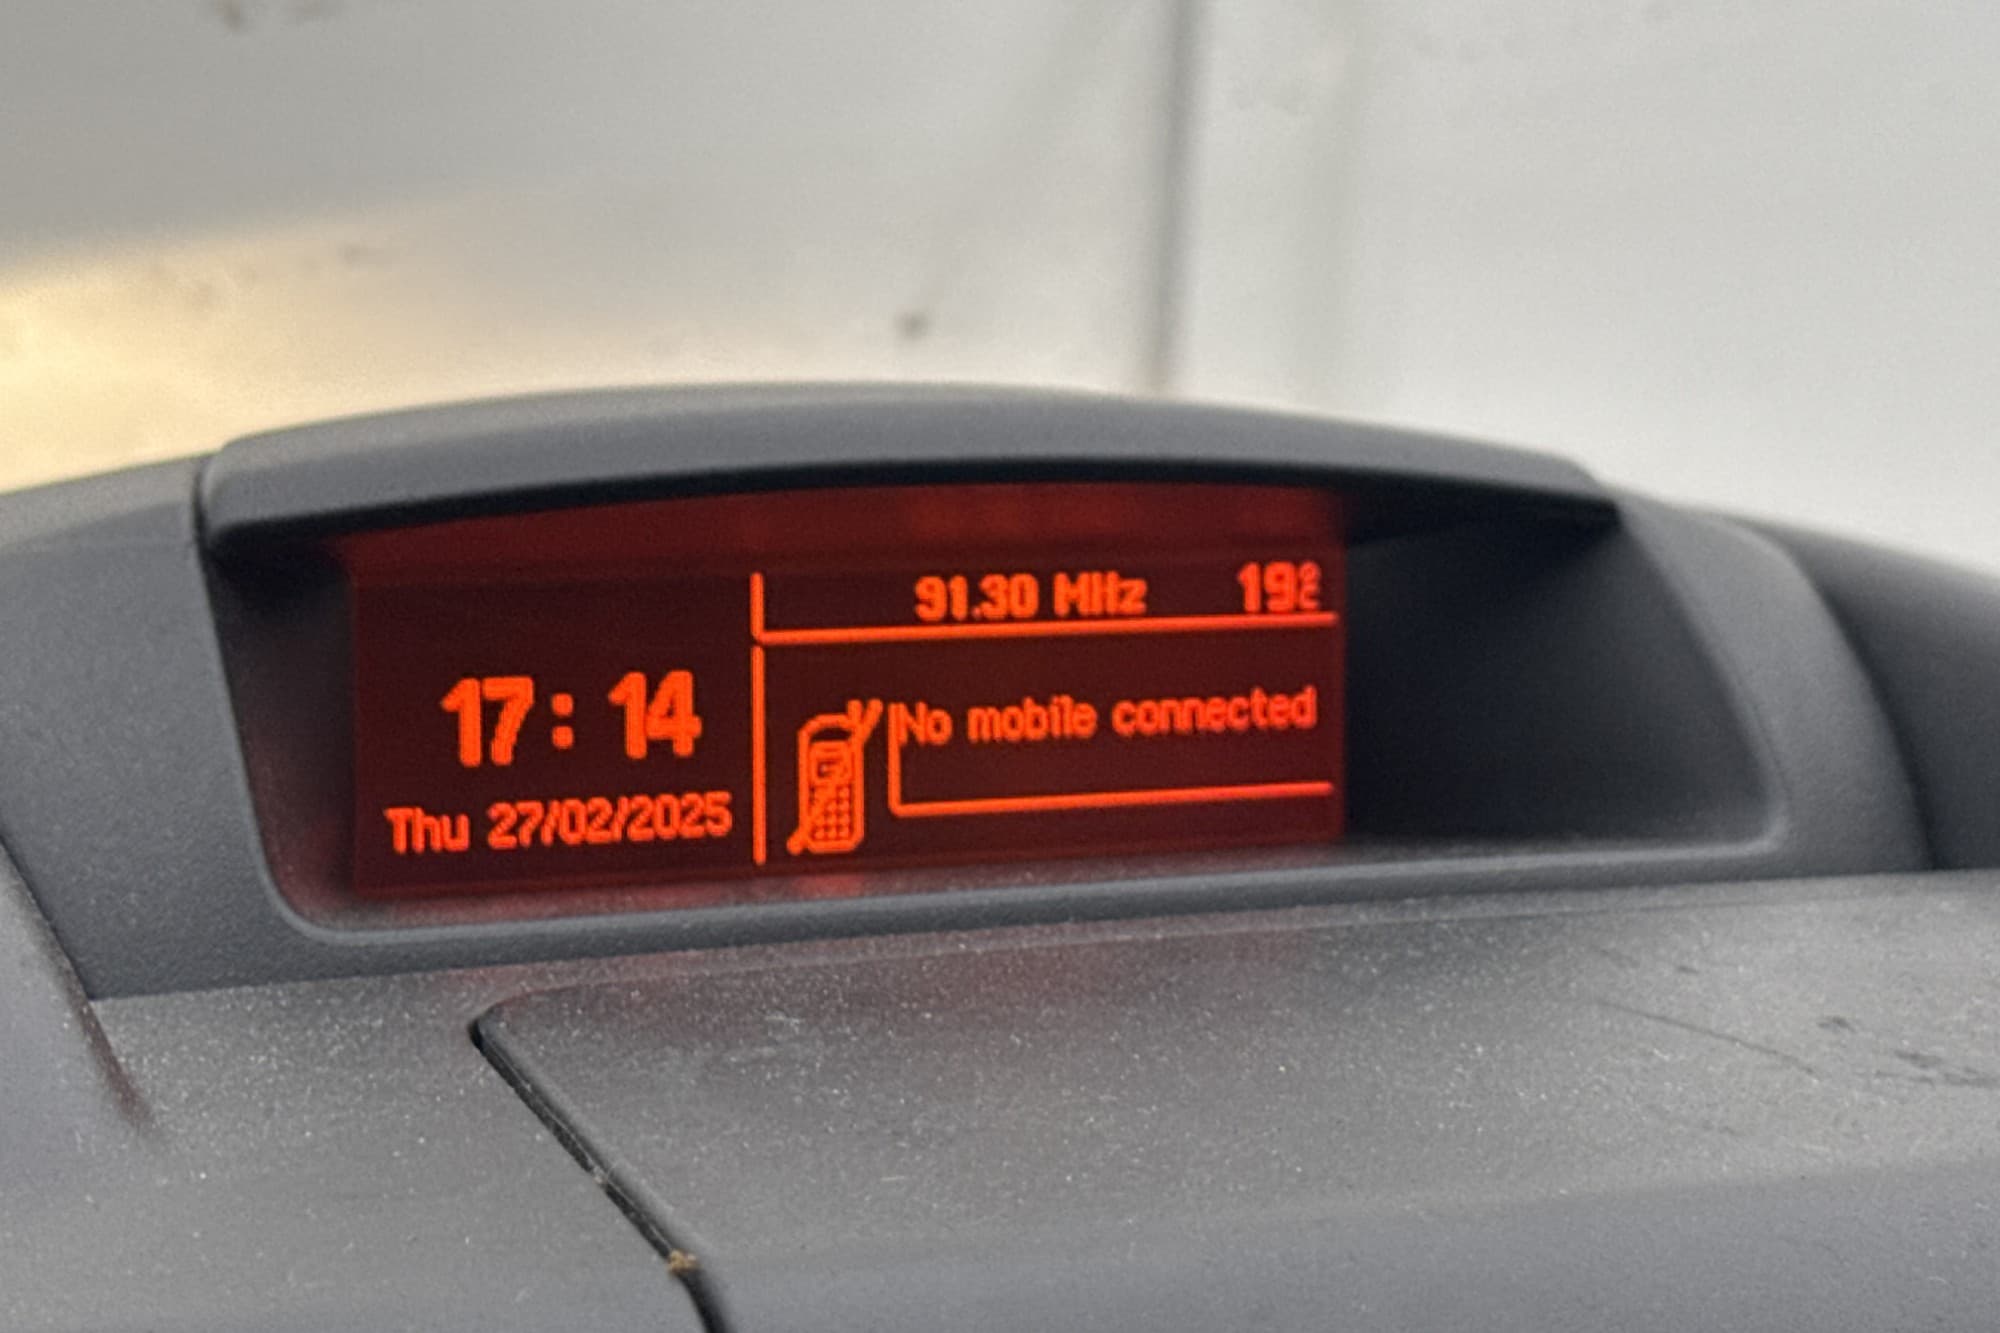 91.30 MHz 19°C
17:14
No mobile connected
Thu 27/02/2025